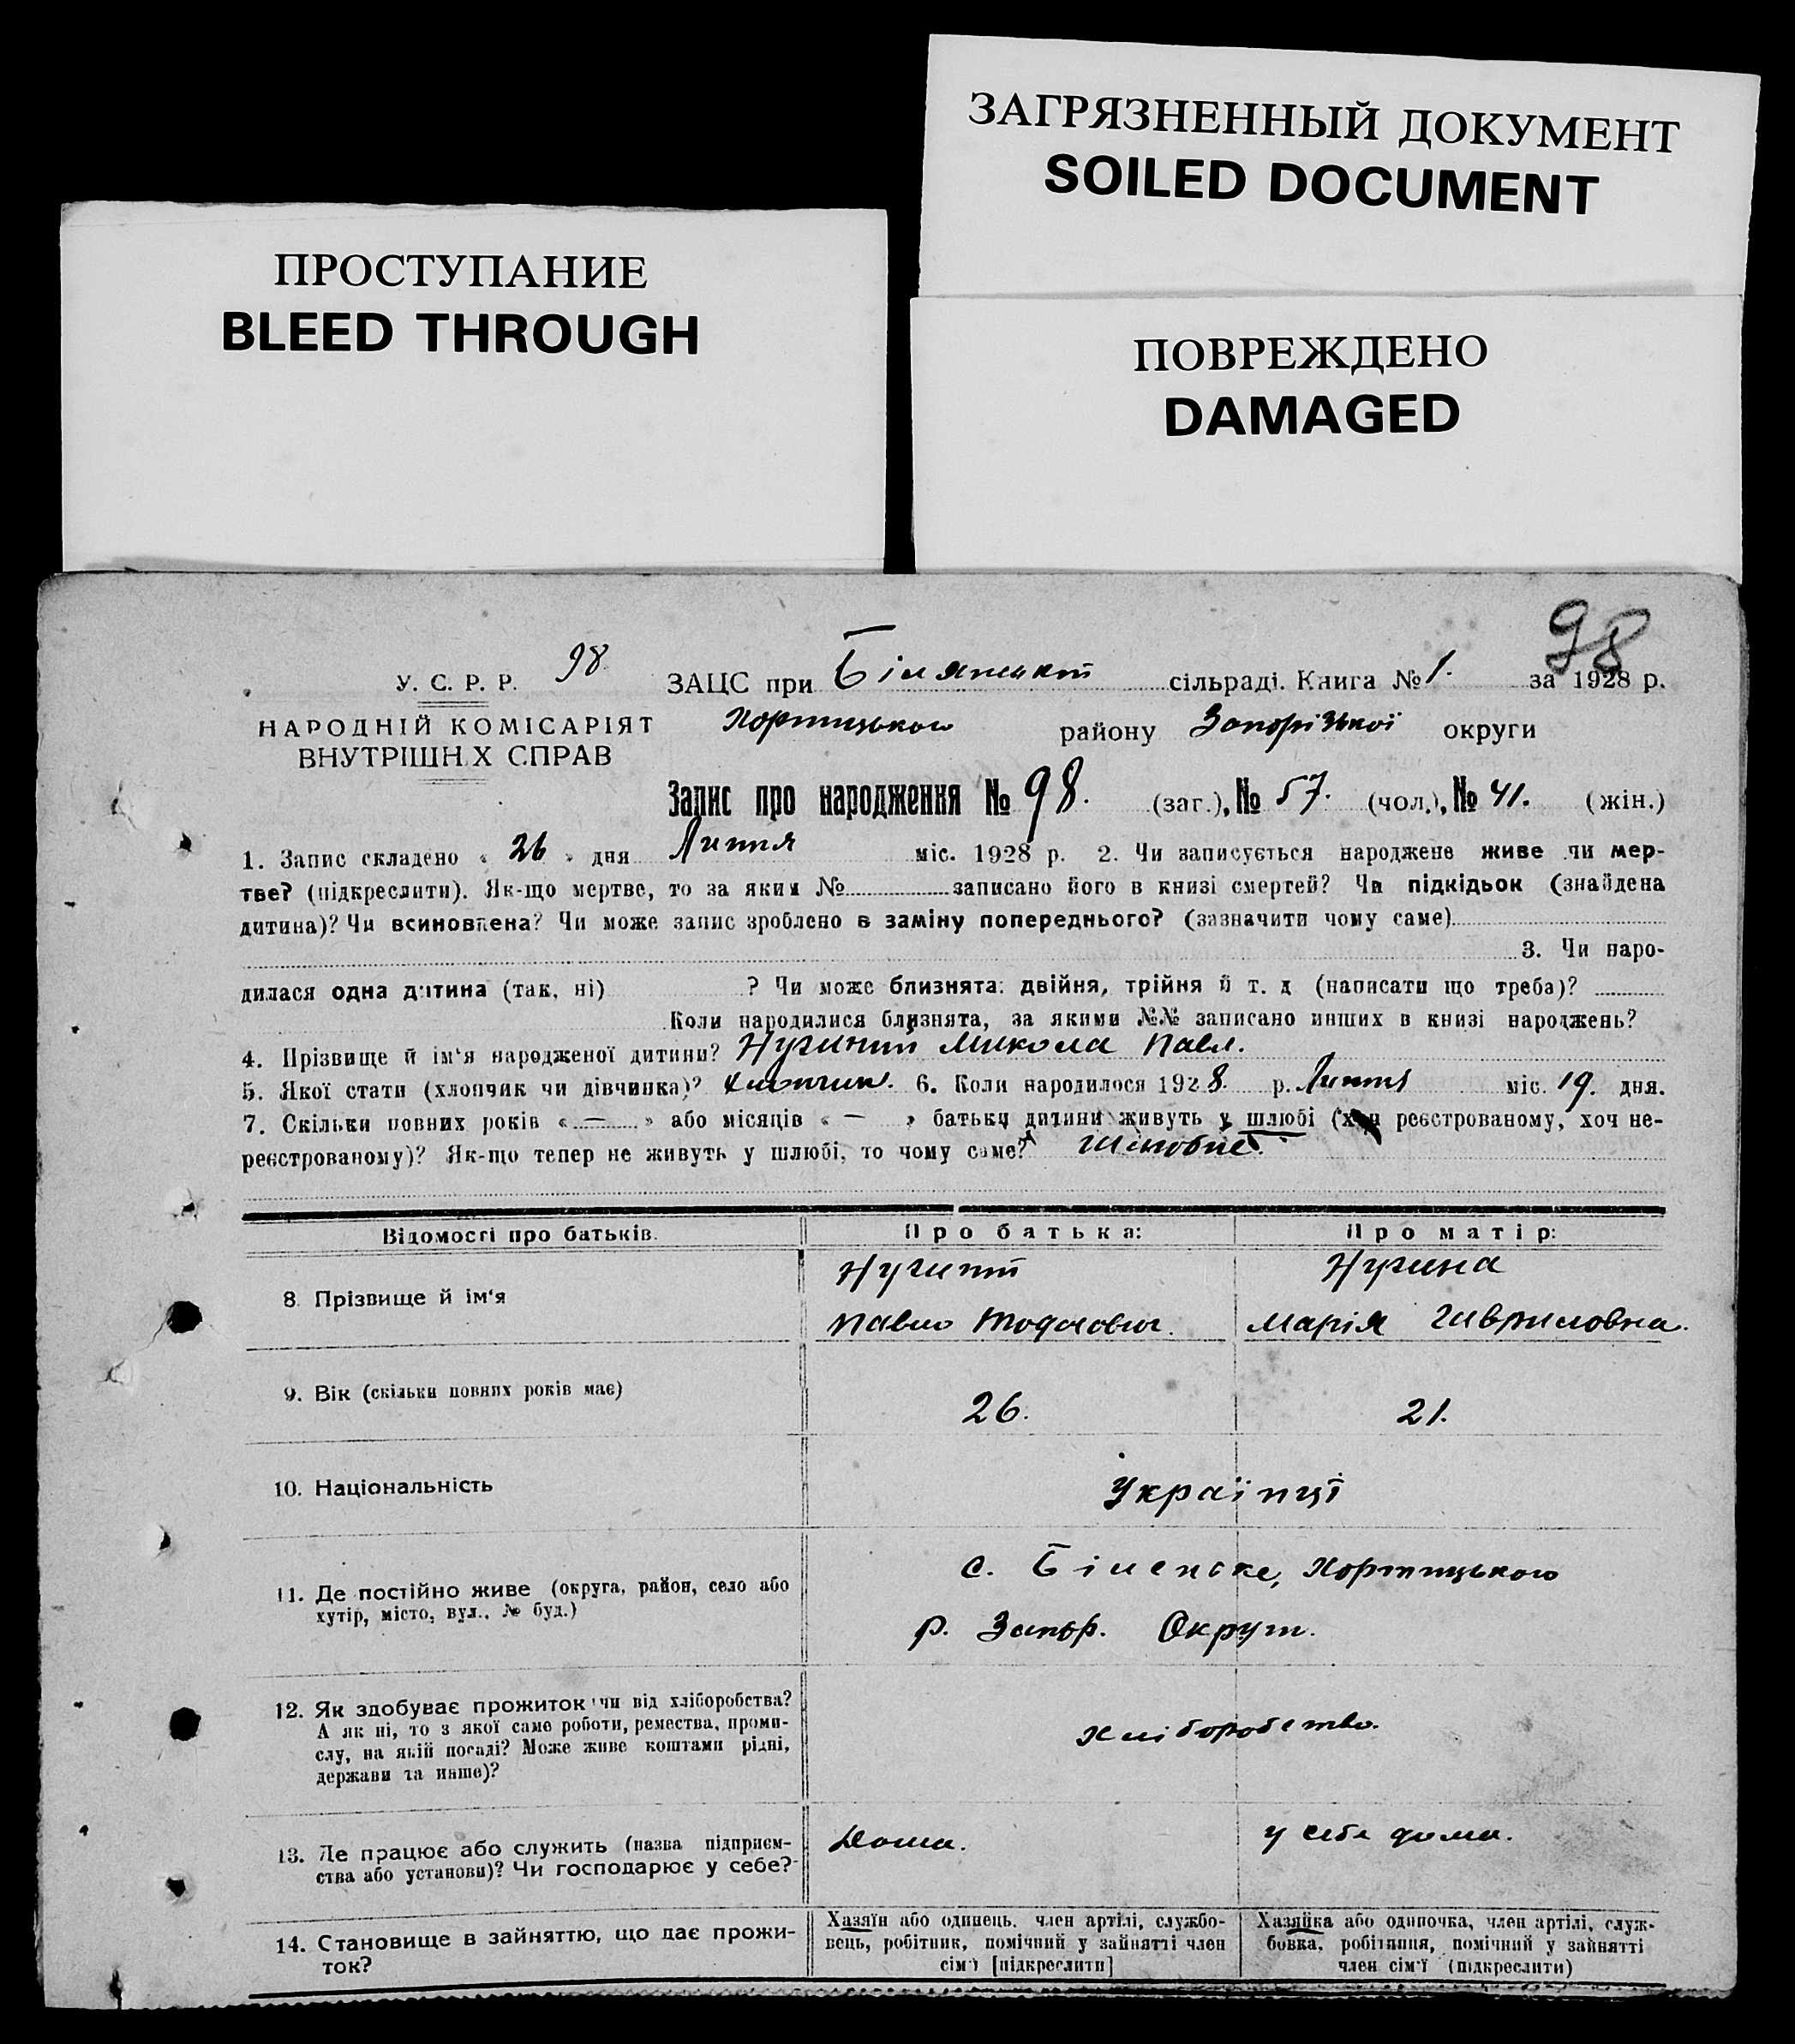 ЗАГРЯЗНЕННЫЙ ДОКУМЕНТ
SOILED DOCUMENT
ПРОСТУПАНИЕ
BLEED THROUGH
ПОВРЕЖДЕНО
DAMAGED
98
У. С. Р. Р. 98 ЗАЦС при сільраді. Книга № 1. за 1928 р.
НАРОДНІЙ КОМІСАРІЯТ Хортицького району Запорізької округи
ВНУТРІШН Х СПРАВ
Запис про народження № 98. (заг.), № 57. (чол.), № 41. (жін.)
1. Запис складено « 26 » дня Липня міс. 1928 р. 2. Чи записується народжене живе чи мер-
тве? (підкреслити). Як-що мертве, то за яким № записано його в книзі смертей? Чи підкідьок (знайдена
дитина)? Чи всиновлена? Чи може запис зроблено в заміну попереднього? (зазначити чому саме)
3. Чи наро-
дилася одна дитина (так, ні) ? Чи може близнята: двійня, трійня й т. д (написати що треба)?
Коли народилися близнята, за якими №№ записано инших в книзі народжень?
4. Прізвище й ім'я народженої дитини? Микола Павл.
5. Якої стати (хлопчик чи дівчинка)? хлопчик. 6. Коли народилося 1928. р. Липня міс. 19. дня.
7. Скільки повних років « — » або місяців « — » батьки дитини живуть у шлюбі (хоч реєстрованому, хоч не-
реєстрованому)? Як-що тепер не живуть у шлюбі, то чому саме?
Відомості про батьків. Про батька: Про матір:
8. Прізвище й ім'я
Павло Марія Гавриловна.
9. Вік (скільки повних років має) 26. 21.
10. Національність Українці
11. Де постійно живе (округа, район, село або с. Біленьке, Хортицького
хутір, місто, вул., № буд.) р. Запор. Округи.
12. Як здобуває прожиток чи від хліборобства?
А як ні, то з якої саме роботи, ремества, проми- Хліборобство.
слу, на якій посаді? Може живе коштами рідні,
держави та инше)?
13. Де працює або служить (назва підприєм- Дома. у себе дома.
ства або установи)? Чи господарює у себе?
14. Становище в зайняттю, що дає прожи-
ток?
Хазяїн або одинець, член артілі, службо-
вець, робітник, помічний у зайнятті член
сім'ї [підкреслити]
Хазяйка або одиночка, член артілі, служ-
бовка, робітниця, помічний у зайнятті
член сім'ї (підкреслити)